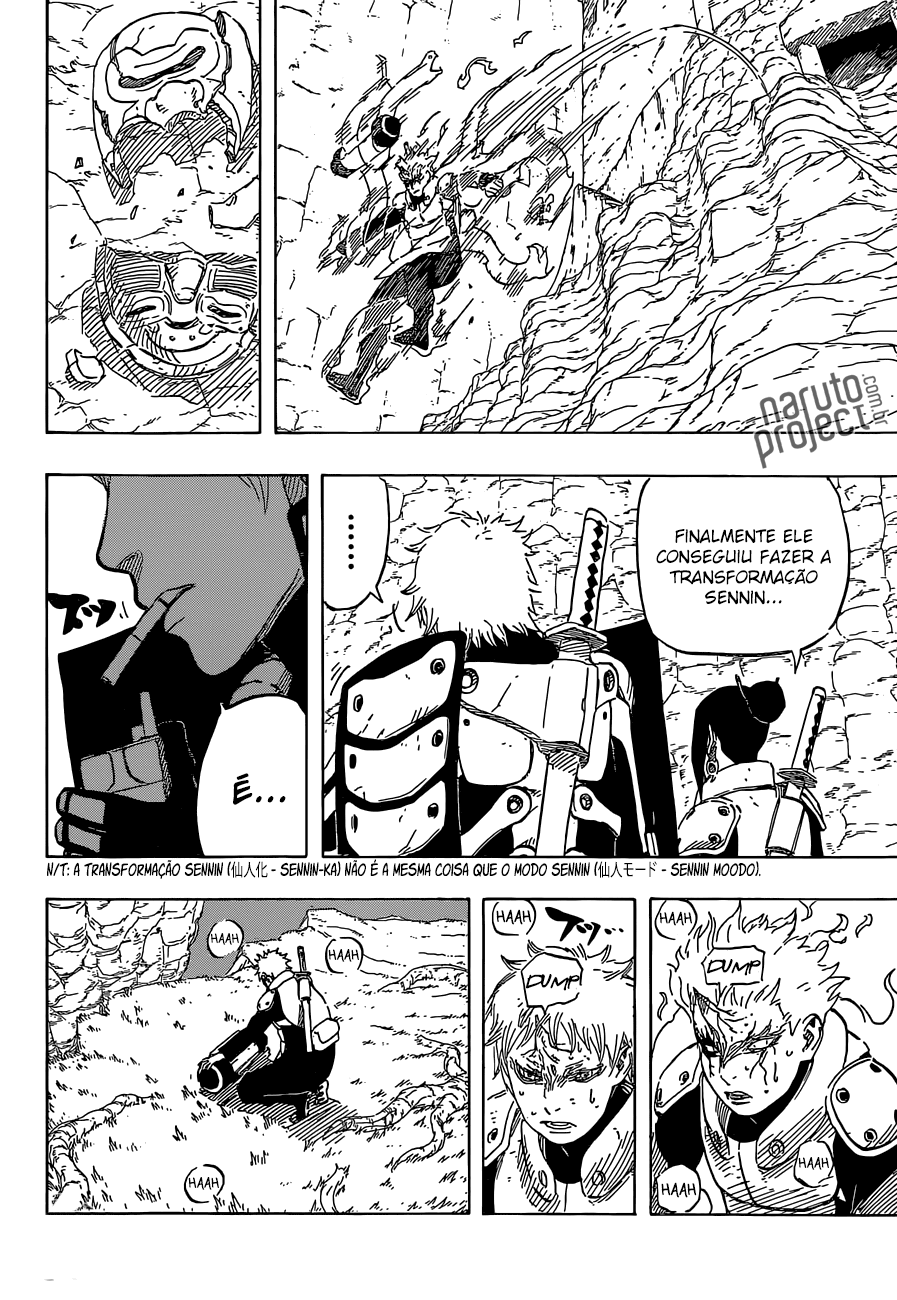 naruto
project
.com.br
FINALMENTE ELE
CONSEGUIU FAZER A
TRANSFORMAÇÃO
SENNIN...
......
É...
N/T: A TRANSFORMAÇÃO SENNIN (仙人化 - SENNIN-KA) NÃO É A MESMA COISA QUE O MODO SENNIN (仙人モード - SENNIN MOODO).
HAAH
DUMP
HAAH
HAAH
HAAH
DUMP
HAAH
HAAH
HAAH